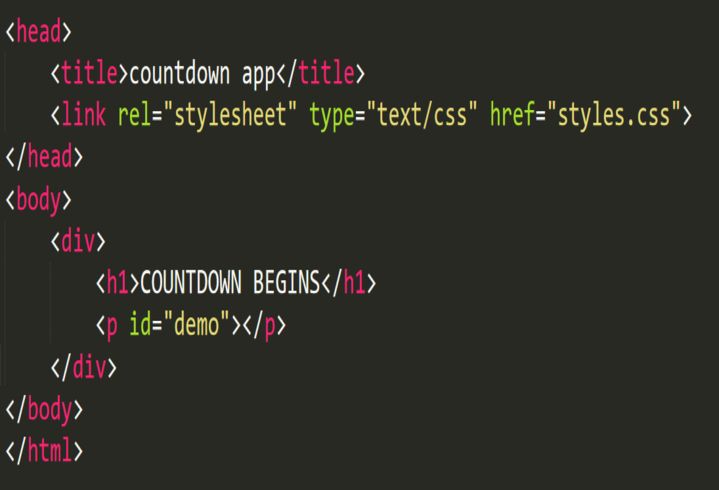 <head>
    <title>countdown app</title>
    <link rel="stylesheet" type="text/css" href="styles.css">
</head>
<body>
    <div>
        <h1>COUNTDOWN BEGINS</h1>
        <p id="demo"></p>
    </div>
</body>
</html>